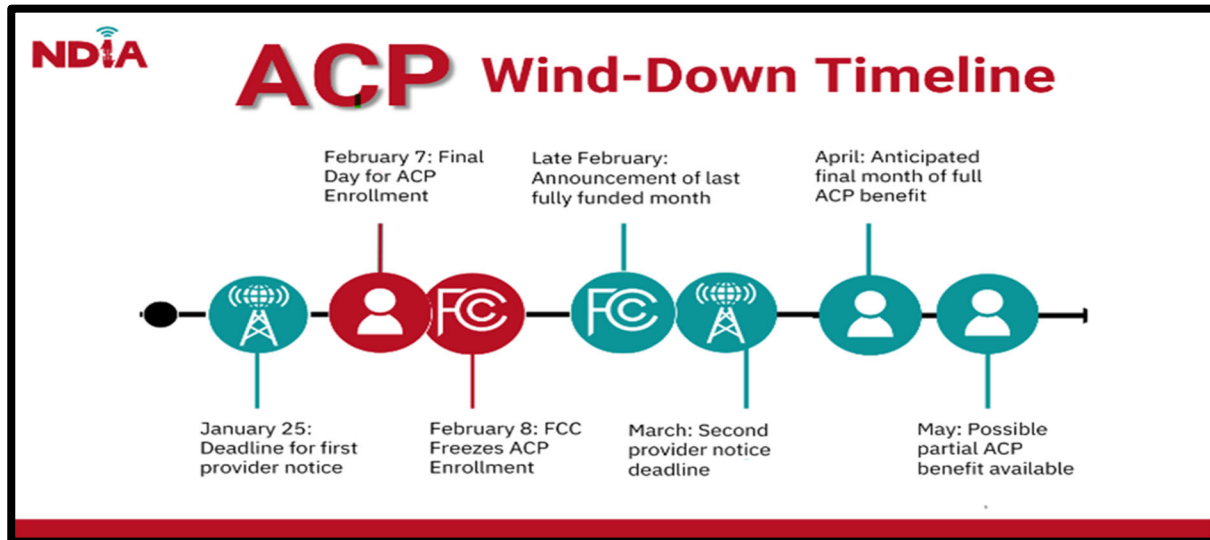 NDiA
ACP Wind-Down Timeline
February 7: Final
Day for ACP
Enrollment
Late February:
Announcement of last
fully funded month
April: Anticipated
final month of full
ACP benefit
FCC
FCC
January 25:
Deadline for first
provider notice
February 8: FCC
Freezes ACP
Enrollment
March: Second
provider notice
deadline
May: Possible
partial ACP
benefit available